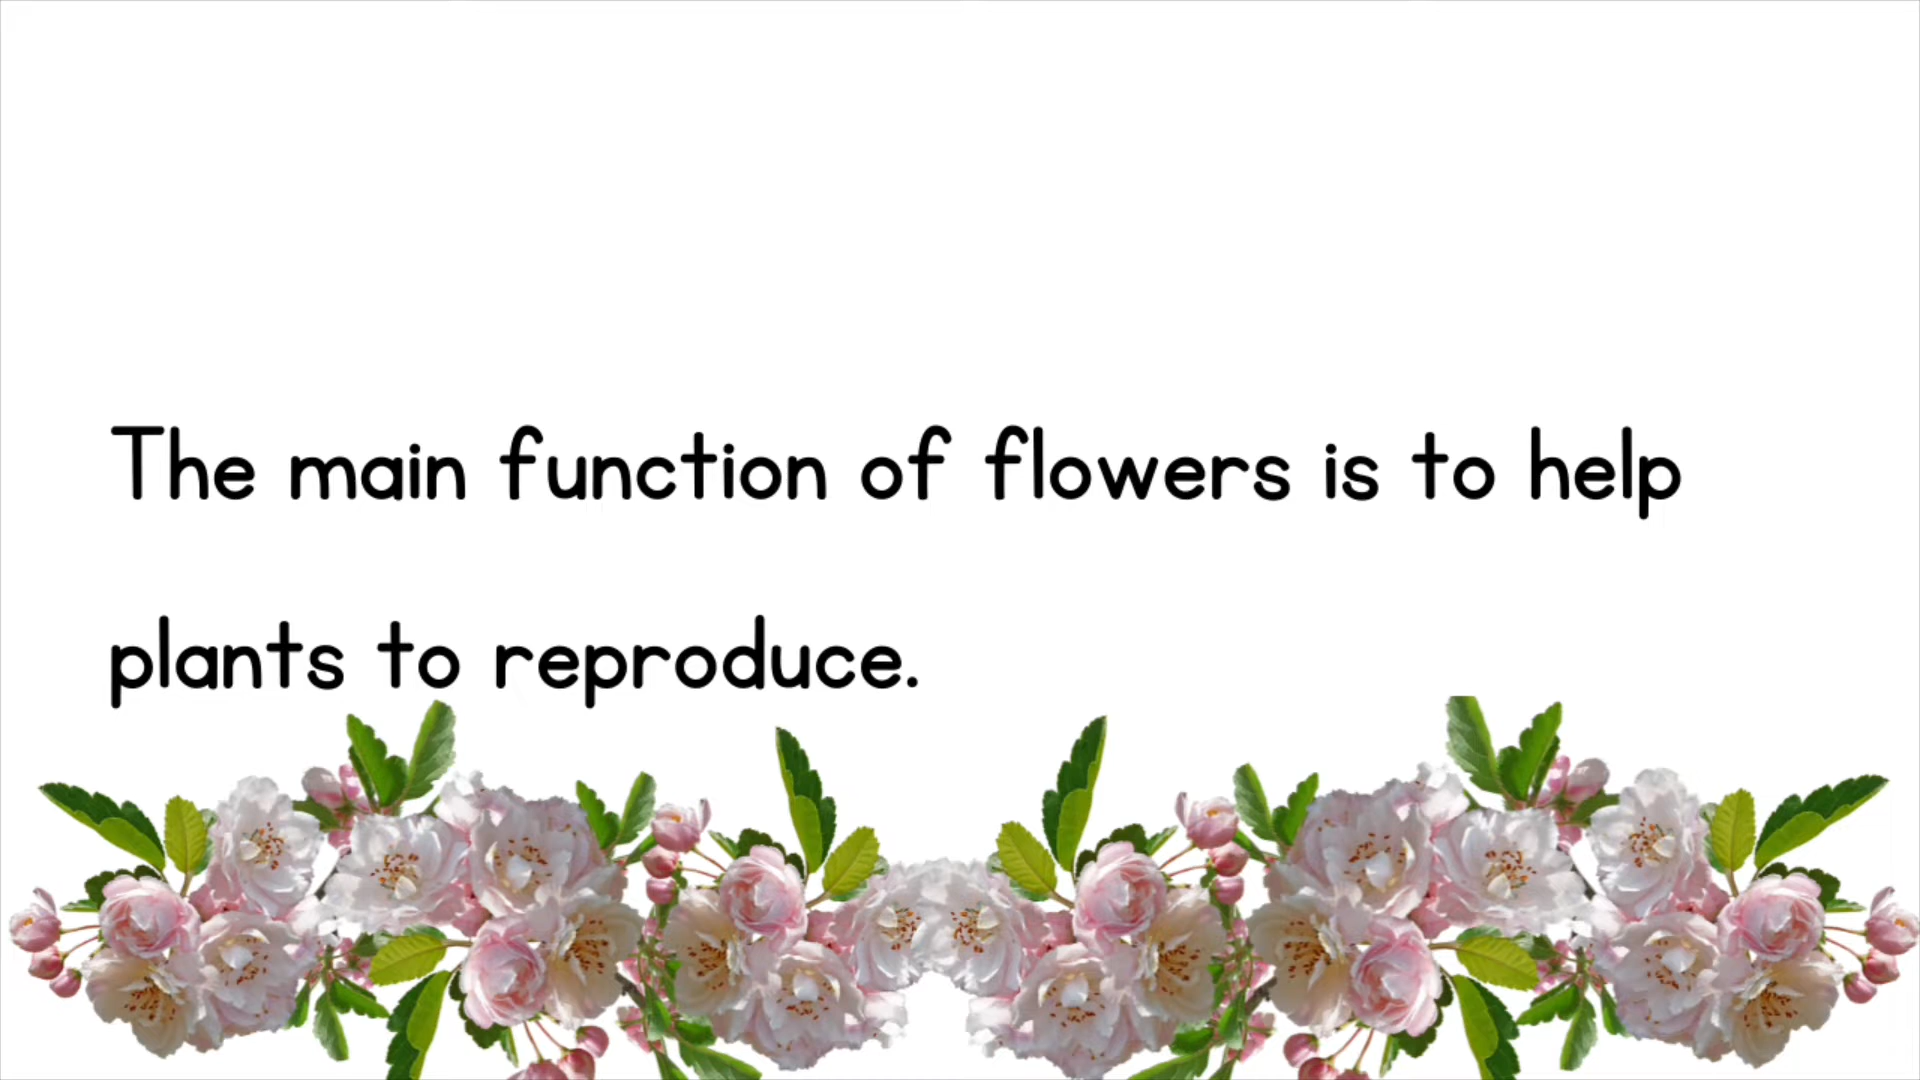 The main function of flowers is to help
plants to reproduce.